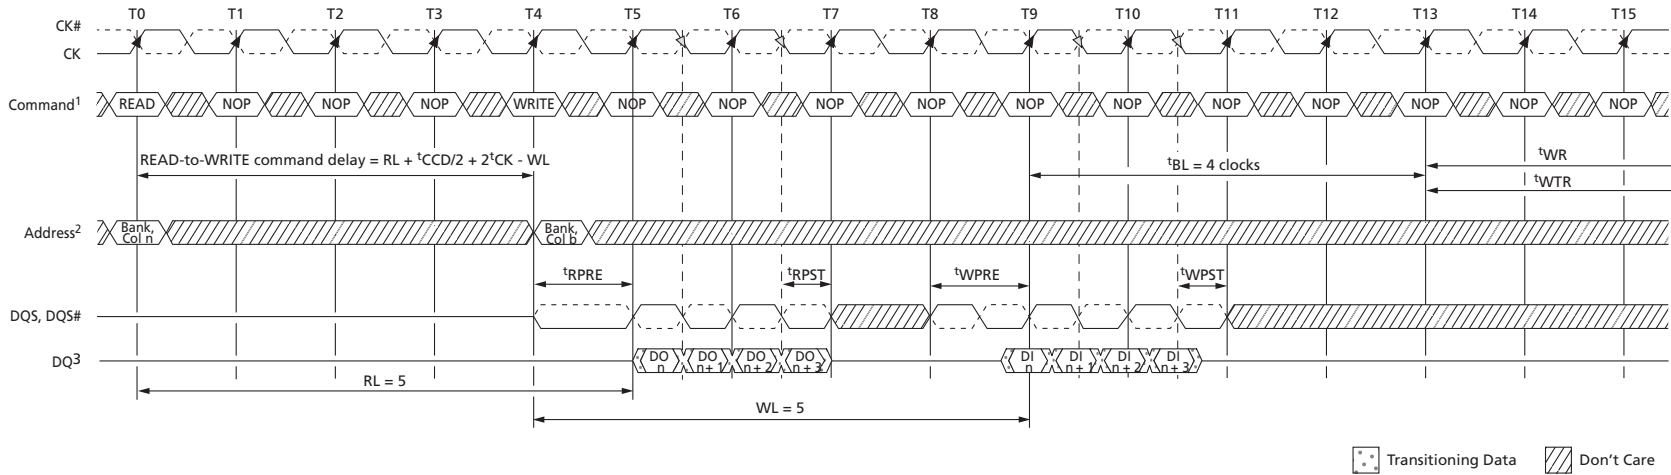 T0 T1 T2 T3 T4 T5 T6 T7 T8 T9 T10 T11 T12 T13 T14 T15
CK#
CK
Command1 READ NOP NOP NOP WRITE NOP NOP NOP NOP NOP NOP NOP NOP NOP NOP NOP
READ-to-WRITE command delay = RL + tCCD/2 + 2tCK - WL
tBL = 4 clocks
tWR
tWTR
Address2 Bank, Col n Bank, Col b
tRPRE tRPST tWPRE tWPST
DQS, DQS#
DQ3 DO n DO n + 1 DO n + 2 DO n + 3 DI n DI n + 1 DI n + 2 DI n + 3
RL = 5
WL = 5
Transitioning Data Don't Care